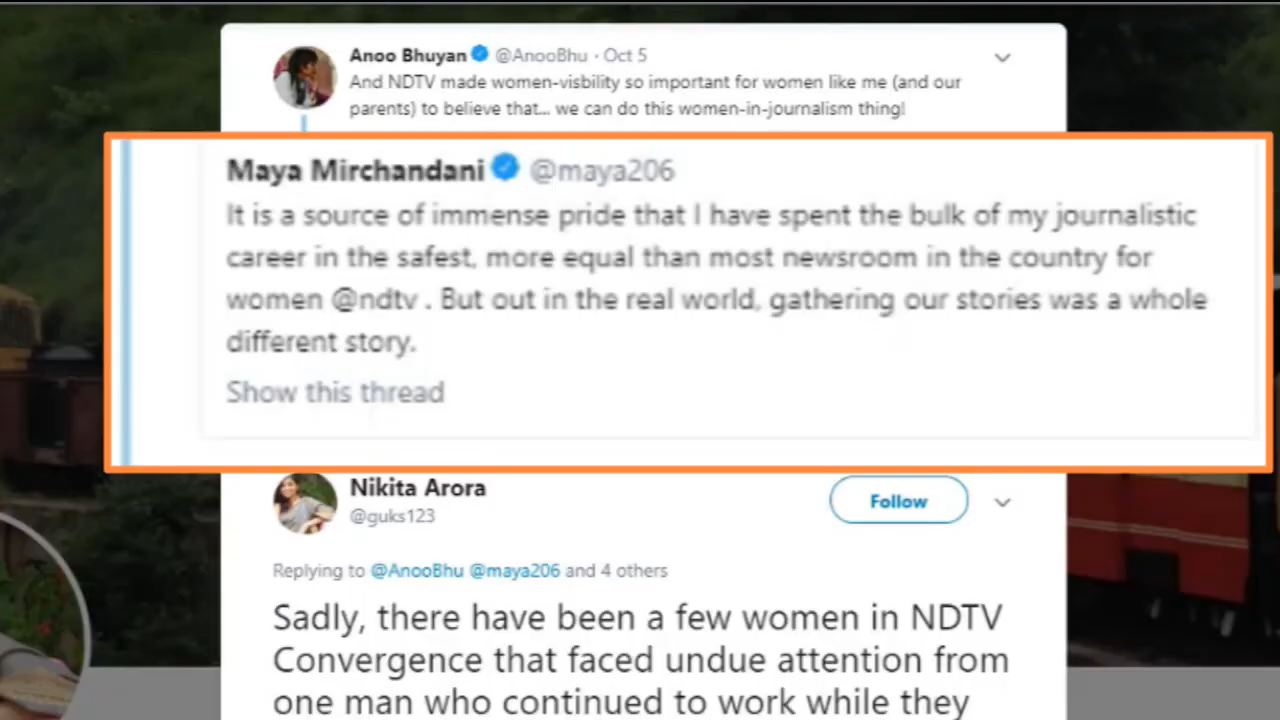 Anoo Bhuyan @AnooBhu · Oct 5
And NDTV made women-visbility so important for women like me (and our
parents) to believe that... we can do this women-in-journalism thing!
Maya Mirchandani @maya206
It is a source of immense pride that I have spent the bulk of my journalistic
career in the safest, more equal than most newsroom in the country for
women @ndtv . But out in the real world, gathering our stories was a whole
different story.
Show this thread
Nikita Arora
@guks123
Follow
Replying to @AnooBhu @maya206 and 4 others
Sadly, there have been a few women in NDTV
Convergence that faced undue attention from
one man who continued to work while they